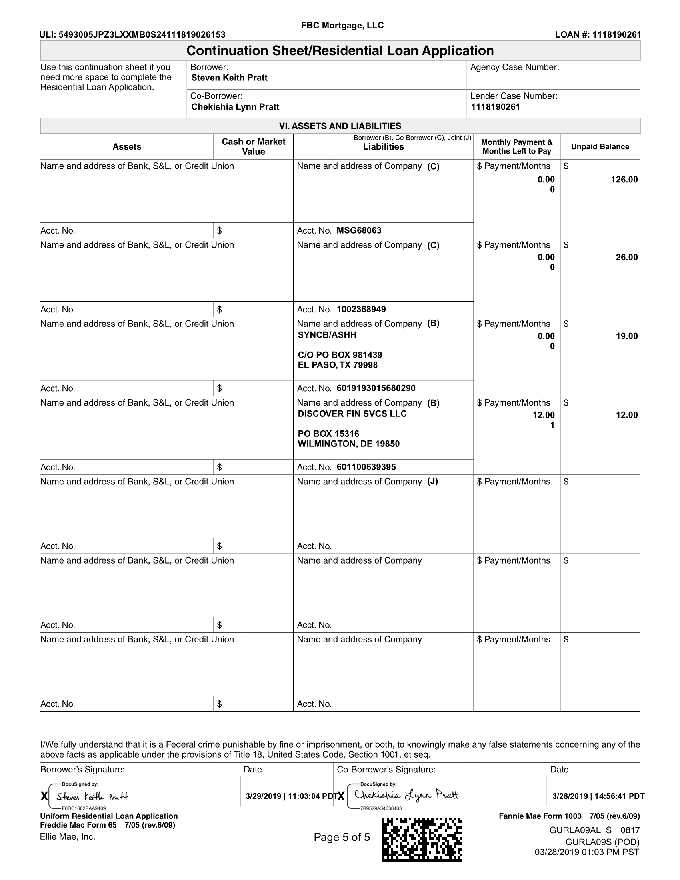 FBC Mortgage, LLC
ULI: 5493005JPZ3LXXMB0S24111819026153 LOAN #: 1118190261
Continuation Sheet/Residential Loan Application
Use this continuation sheet if you need more space to complete the Residential Loan Application.
Borrower:
Steven Keith Pratt
Agency Case Number:
Co-Borrower:
Chekishia Lynn Pratt
Lender Case Number:
1118190261
VI. ASSETS AND LIABILITIES
Assets
Cash or Market Value
Borrower (B), Co-Borrower (C), Joint (J)
Liabilities
Monthly Payment & Months Left to Pay
Unpaid Balance
Name and address of Bank, S&L, or Credit Union Name and address of Company (C) $ Payment/Months $
0.00 126.00
0
Acct. No. $ Acct. No. MSG68063
Name and address of Bank, S&L, or Credit Union Name and address of Company (C) $ Payment/Months $
0.00 26.00
0
Acct. No. $ Acct. No. 1002368949
Name and address of Bank, S&L, or Credit Union Name and address of Company (B) $ Payment/Months $
SYNCB/ASHH 0.00 19.00
0
C/O PO BOX 981439
EL PASO, TX 79998
Acct. No. $ Acct. No. 6019193015680290
Name and address of Bank, S&L, or Credit Union Name and address of Company (B) $ Payment/Months $
DISCOVER FIN SVCS LLC 12.00 12.00
1
PO BOX 15316
WILMINGTON, DE 19850
Acct. No. $ Acct. No. 601100639395
Name and address of Bank, S&L, or Credit Union Name and address of Company (J) $ Payment/Months $
Acct. No. $ Acct. No.
Name and address of Bank, S&L, or Credit Union Name and address of Company $ Payment/Months $
Acct. No. $ Acct. No.
Name and address of Bank, S&L, or Credit Union Name and address of Company $ Payment/Months $
Acct. No. $ Acct. No.
I/We fully understand that it is a Federal crime punishable by fine or imprisonment, or both, to knowingly make any false statements concerning any of the
above facts as applicable under the provisions of Title 18, United States Code, Section 1001, et seq.
Borrower's Signature: Date Co-Borrower's Signature: Date
DocuSigned by: DocuSigned by:
X Steven Keith Pratt 3/29/2019 | 11:03:04 PDT X Chekishia Lynn Pratt 3/28/2019 | 14:56:41 PDT
Uniform Residential Loan Application
Freddie Mac Form 65 7/05 (rev.6/09) Fannie Mae Form 1003 7/05 (rev.6/09)
Ellie Mae, Inc. Page 5 of 5 GURLA09AL_S 0617
GURLA09S (POD)
03/28/2019 01:03 PM PST